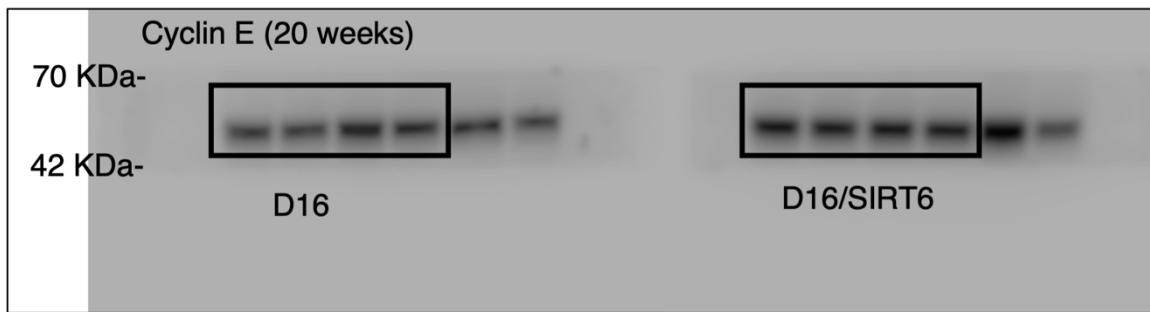 Cyclin E (20 weeks)
70 KDa-
42 KDa-
D16
D16/SIRT6